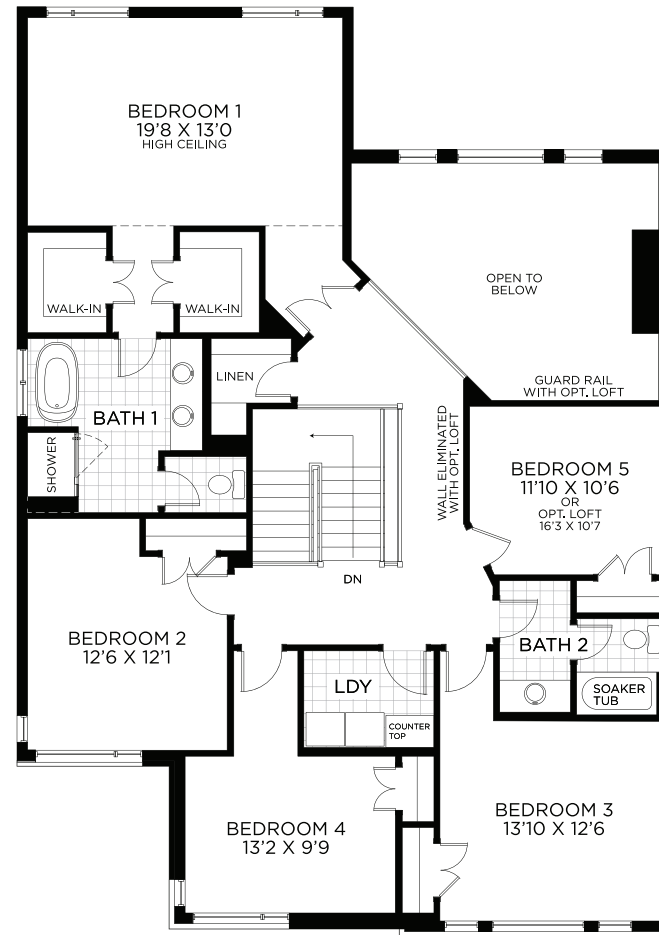 BEDROOM 1
19'8 X 13'0
HIGH CEILING
OPEN TO
BELOW
WALK-IN
WALK-IN
LINEN
GUARD RAIL
WITH OPT. LOFT
BATH 1
SHOWER
WALL ELIMINATED
WITH OPT. LOFT
BEDROOM 5
11'10 X 10'6
OR
OPT. LOFT
16'3 X 10'7
DN
BEDROOM 2
12'6 X 12'1
BATH 2
LDY
SOAKER
TUB
COUNTER
TOP
BEDROOM 4
13'2 X 9'9
BEDROOM 3
13'10 X 12'6